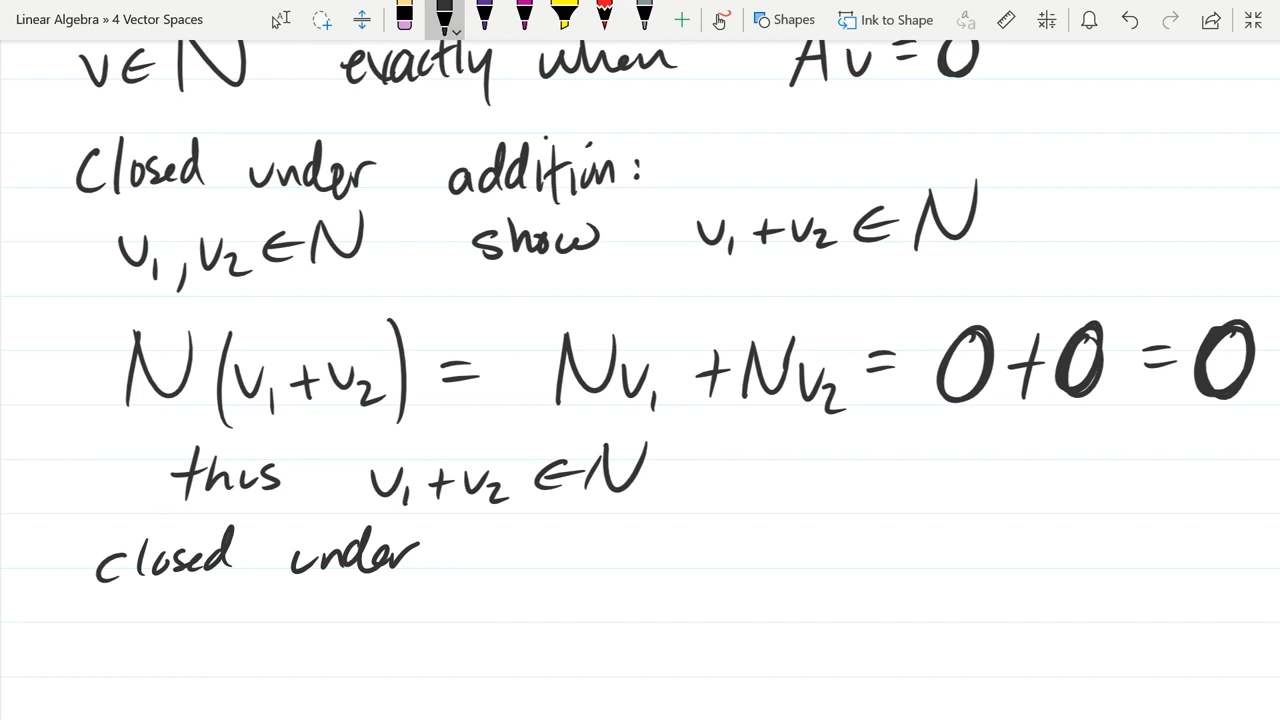 Linear Algebra » 4 Vector Spaces Shapes Ink to Shape
v ∈ N exactly when Av = 0
Closed under addition:
v₁, v₂ ∈ N show v₁ + v₂ ∈ N
N(v₁ + v₂) = Nv₁ + Nv₂ = 0 + 0 = 0
thus v₁ + v₂ ∈ N
closed under